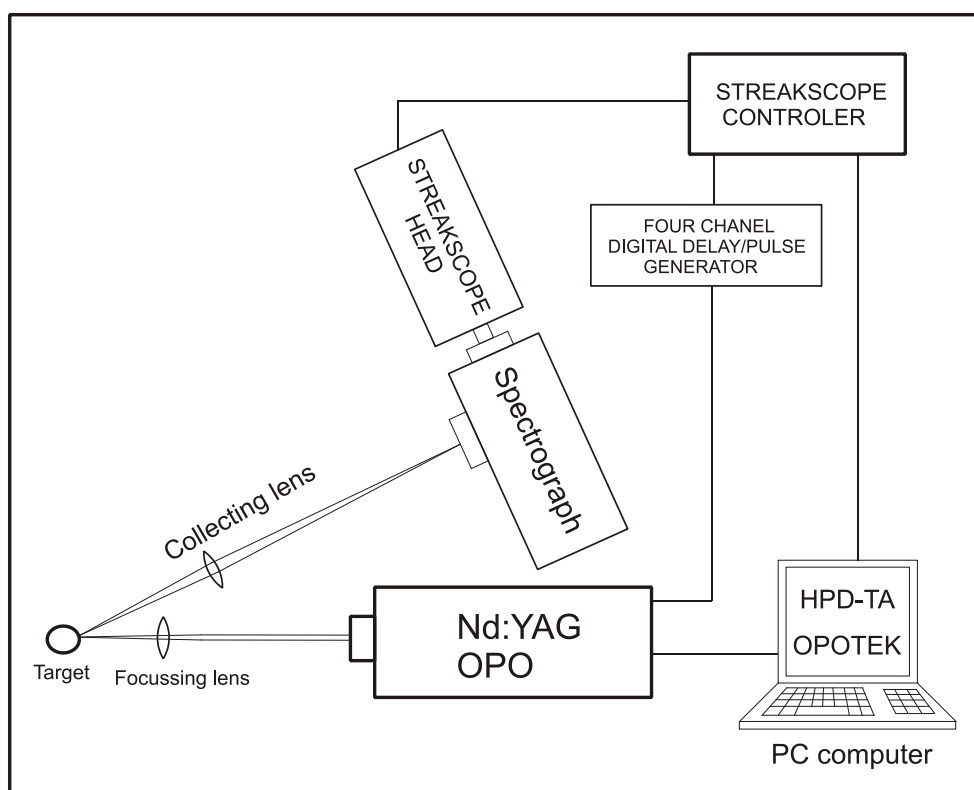 STREAKSCOPE
CONTROLER
STREAKSCOPE
HEAD
FOUR CHANEL
DIGITAL DELAY/PULSE
GENERATOR
Spectrograph
Collecting lens
Nd:YAG
OPO
HPD-TA
OPOTEK
Target
Focussing lens
PC computer